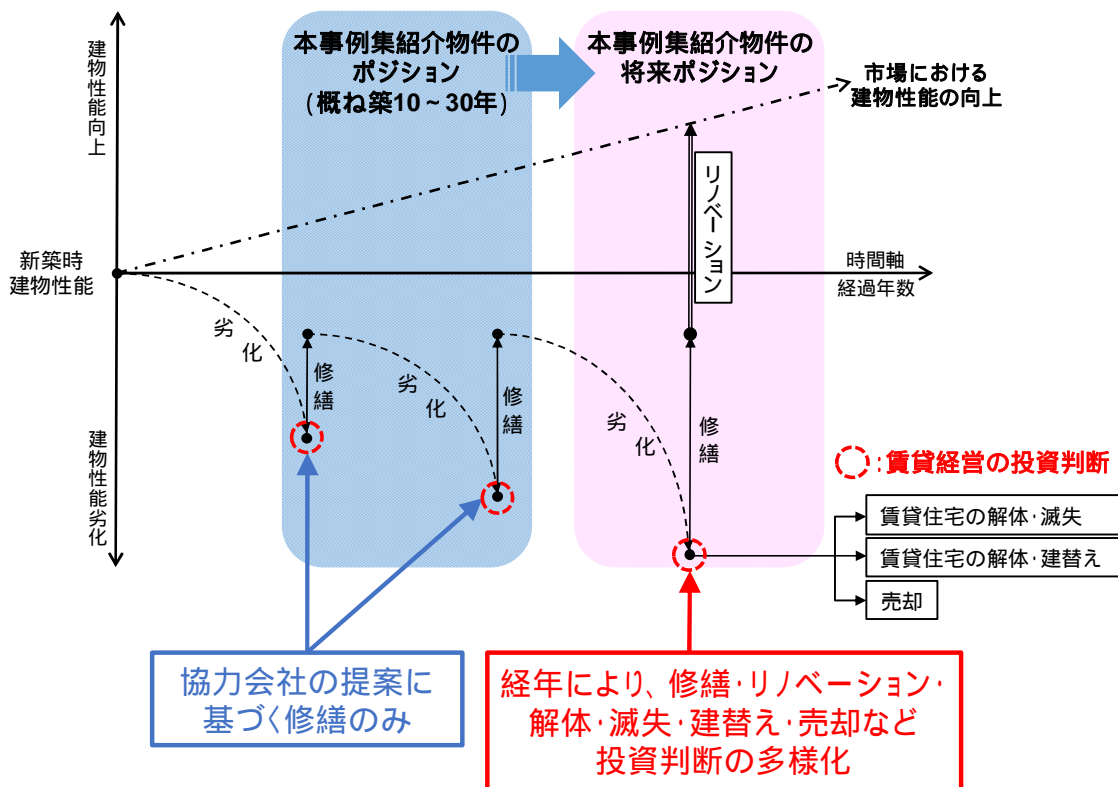 建物性能向上
本事例集紹介物件の
ポジション
(概ね築10～30年)
本事例集紹介物件の
将来ポジション
市場における
建物性能の向上
リノベーション
新築時
建物性能
時間軸
経過年数
劣化
修繕
劣化
修繕
劣化
修繕
建物性能劣化
:賃貸経営の投資判断
賃貸住宅の解体・滅失
賃貸住宅の解体・建替え
売却
協力会社の提案に
基づく修繕のみ
経年により、修繕・リノベーション・
解体・滅失・建替え・売却など
投資判断の多様化